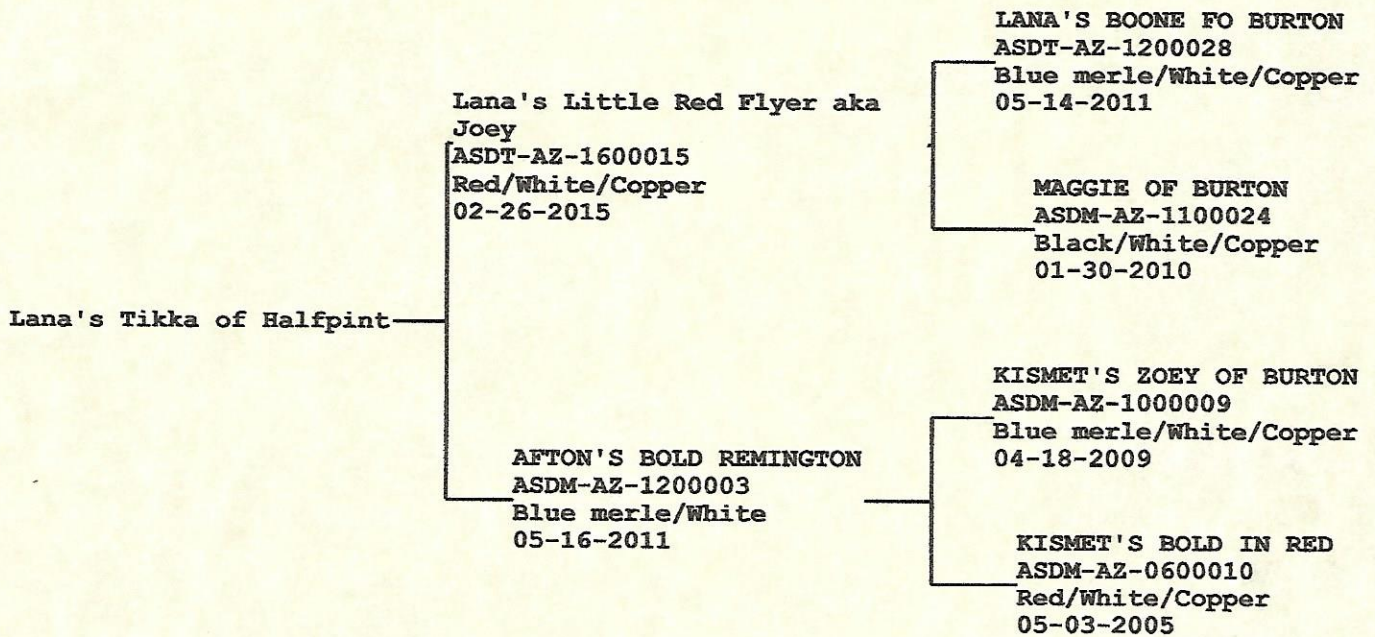 LANA'S BOONE FO BURTON
ASDT-AZ-1200028
Blue merle/White/Copper
05-14-2011
Lana's Little Red Flyer aka
Joey
ASDT-AZ-1600015
Red/White/Copper
02-26-2015
MAGGIE OF BURTON
ASDM-AZ-1100024
Black/White/Copper
01-30-2010
Lana's Tikka of Halfpint
KISMET'S ZOEY OF BURTON
ASDM-AZ-1000009
Blue merle/White/Copper
04-18-2009
AFTON'S BOLD REMINGTON
ASDM-AZ-1200003
Blue merle/White
05-16-2011
KISMET'S BOLD IN RED
ASDM-AZ-0600010
Red/White/Copper
05-03-2005